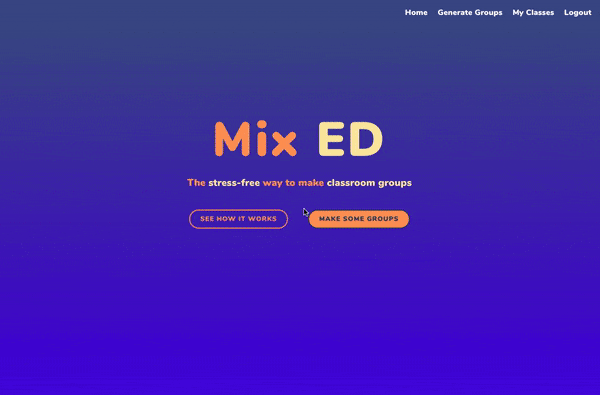 Home Generate Groups My Classes Logout
Mix ED
The stress-free way to make classroom groups
SEE HOW IT WORKS MAKE SOME GROUPS